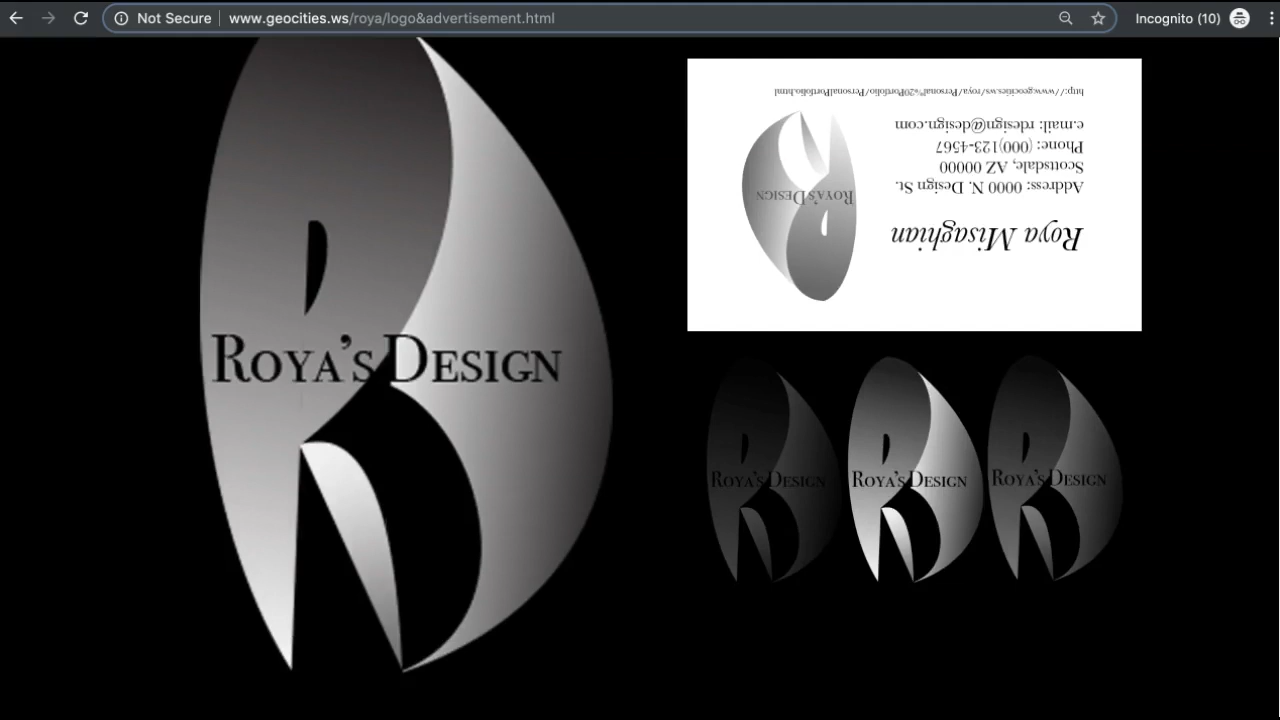 Not Secure | www.geocities.ws/roya/logo&advertisement.html
Incognito (10)
ROYA'S DESIGN
Roya Misaghian
Address: 0000 N. Design St.
Scottsdale, AZ 00000
Phone: (000)123-4567
e.mail: rdesign@design.com
http://www.geocities.ws/roya/Personal%20Portfolio/PersonalPortfolio.html
ROYA'S DESIGN
ROYA'S DESIGN
ROYA'S DESIGN
ROYA'S DESIGN